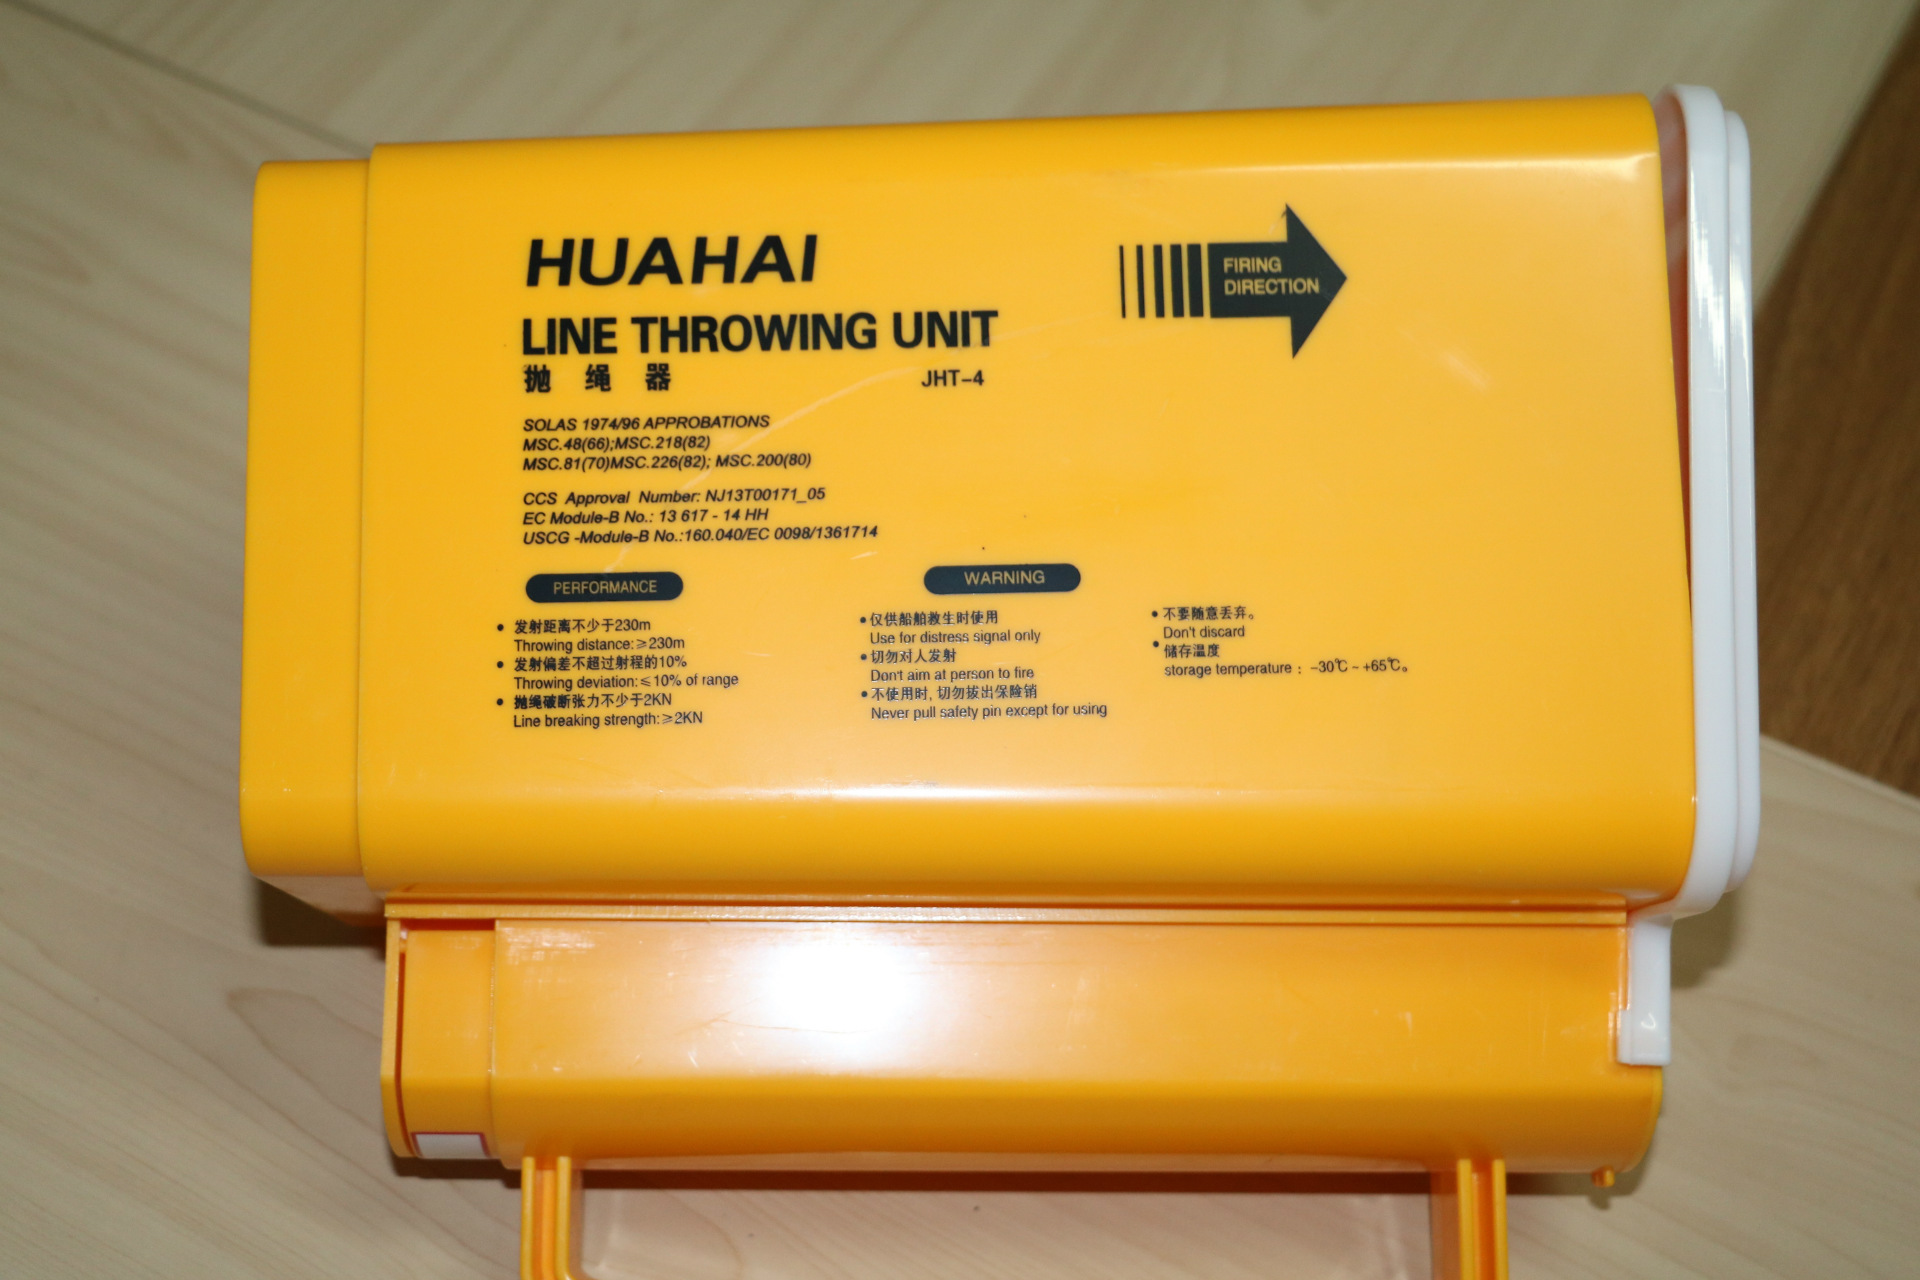 HUAHAI
LINE THROWING UNIT
抛 绳 器
JHT-4
FIRING
DIRECTION
SOLAS 1974/96 APPROBATIONS
MSC.48(66);MSC.218(82)
MSC.81(70)MSC.226(82); MSC.200(80)
CCS Approval Number: NJ13T00171_05
EC Module-B No.: 13 617 - 14 HH
USCG -Module-B No.:160.040/EC 0098/1361714
PERFORMANCE
• 发射距离不少于230m
Throwing distance:≥230m
• 发射偏差不超过射程的10%
Throwing deviation:≤10% of range
• 抛绳破断张力不少于2KN
Line breaking strength:≥2KN
WARNING
• 仅供船舶救生时使用
Use for distress signal only
• 切勿对人发射
Don't aim at person to fire
• 不使用时, 切勿拔出保险销
Never pull safety pin except for using
• 不要随意丢弃。
Don't discard
• 储存温度
storage temperature : -30℃ ~ +65℃。